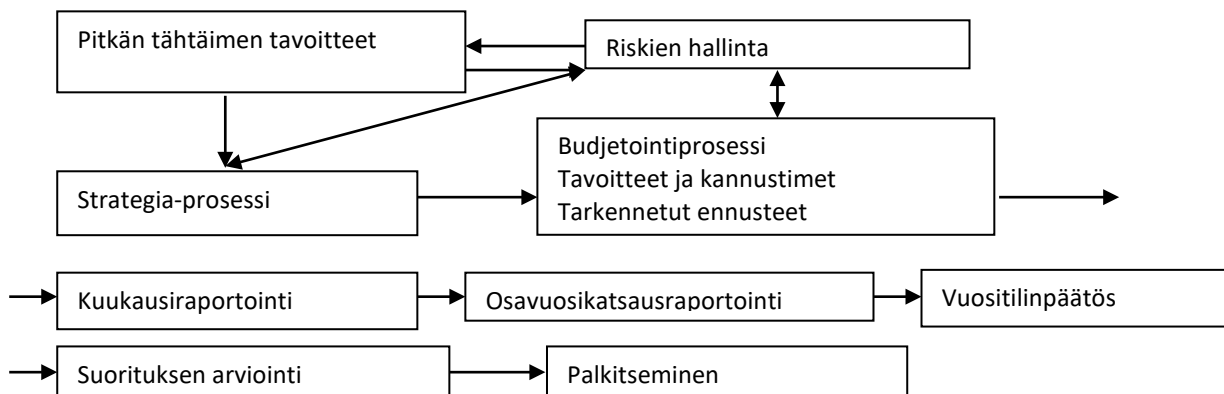 Pitkän tähtäimen tavoitteet
Riskien hallinta
Budjetointiprosessi
Tavoitteet ja kannustimet
Tarkennetut ennusteet
Strategia-prosessi
Kuukausiraportointi
Osavuosikatsausraportointi
Vuositilinpäätös
Suorituksen arviointi
Palkitseminen